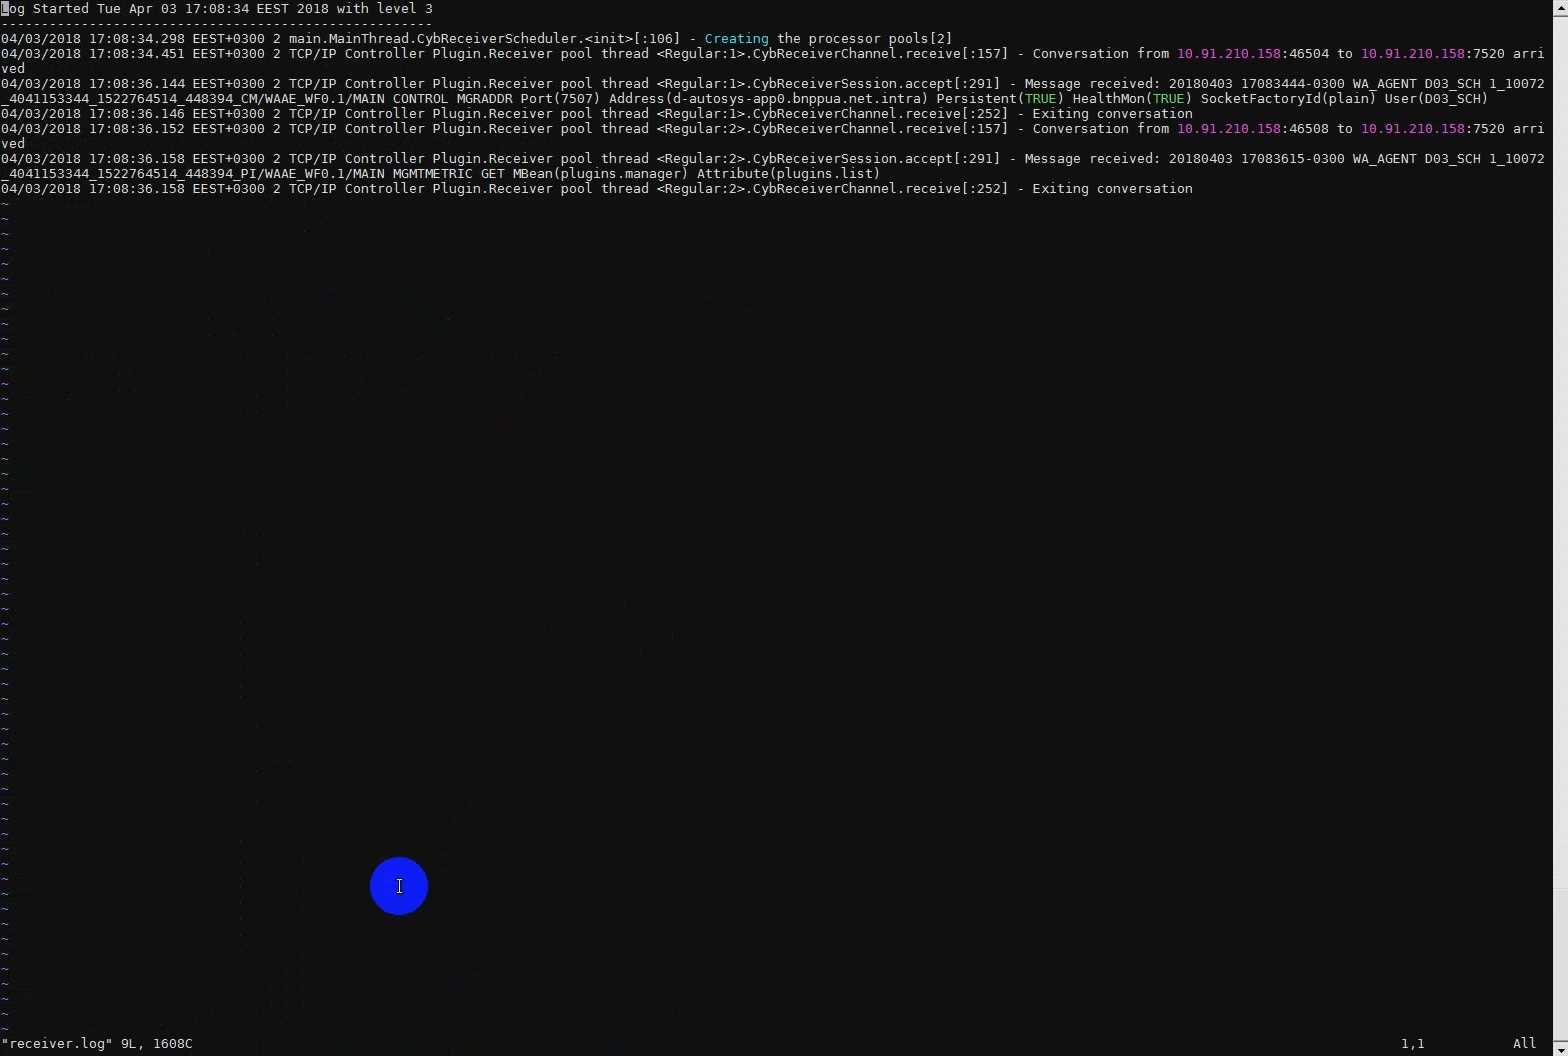 Log Started Tue Apr 03 17:08:34 EEST 2018 with level 3
------------------------------------------------------
04/03/2018 17:08:34.298 EEST+0300 2 main.MainThread.CybReceiverScheduler.<init>[:106] - Creating the processor pools[2]
04/03/2018 17:08:34.451 EEST+0300 2 TCP/IP Controller Plugin.Receiver pool thread <Regular:1>.CybReceiverChannel.receive[:157] - Conversation from 10.91.210.158:46504 to 10.91.210.158:7520 arri
ved
04/03/2018 17:08:36.144 EEST+0300 2 TCP/IP Controller Plugin.Receiver pool thread <Regular:1>.CybReceiverSession.accept[:291] - Message received: 20180403 17083444-0300 WA_AGENT D03_SCH 1_10072
_4041153344_1522764514_448394_CM/WAAE_WF0.1/MAIN CONTROL MGRADDR Port(7507) Address(d-autosys-app0.bnppua.net.intra) Persistent(TRUE) HealthMon(TRUE) SocketFactoryId(plain) User(D03_SCH)
04/03/2018 17:08:36.146 EEST+0300 2 TCP/IP Controller Plugin.Receiver pool thread <Regular:1>.CybReceiverChannel.receive[:252] - Exiting conversation
04/03/2018 17:08:36.152 EEST+0300 2 TCP/IP Controller Plugin.Receiver pool thread <Regular:2>.CybReceiverChannel.receive[:157] - Conversation from 10.91.210.158:46508 to 10.91.210.158:7520 arri
ved
04/03/2018 17:08:36.158 EEST+0300 2 TCP/IP Controller Plugin.Receiver pool thread <Regular:2>.CybReceiverSession.accept[:291] - Message received: 20180403 17083615-0300 WA_AGENT D03_SCH 1_10072
_4041153344_1522764514_448394_PI/WAAE_WF0.1/MAIN MGMTMETRIC GET MBean(plugins.manager) Attribute(plugins.list)
04/03/2018 17:08:36.158 EEST+0300 2 TCP/IP Controller Plugin.Receiver pool thread <Regular:2>.CybReceiverChannel.receive[:252] - Exiting conversation
"receiver.log" 9L, 1608C 1,1 All